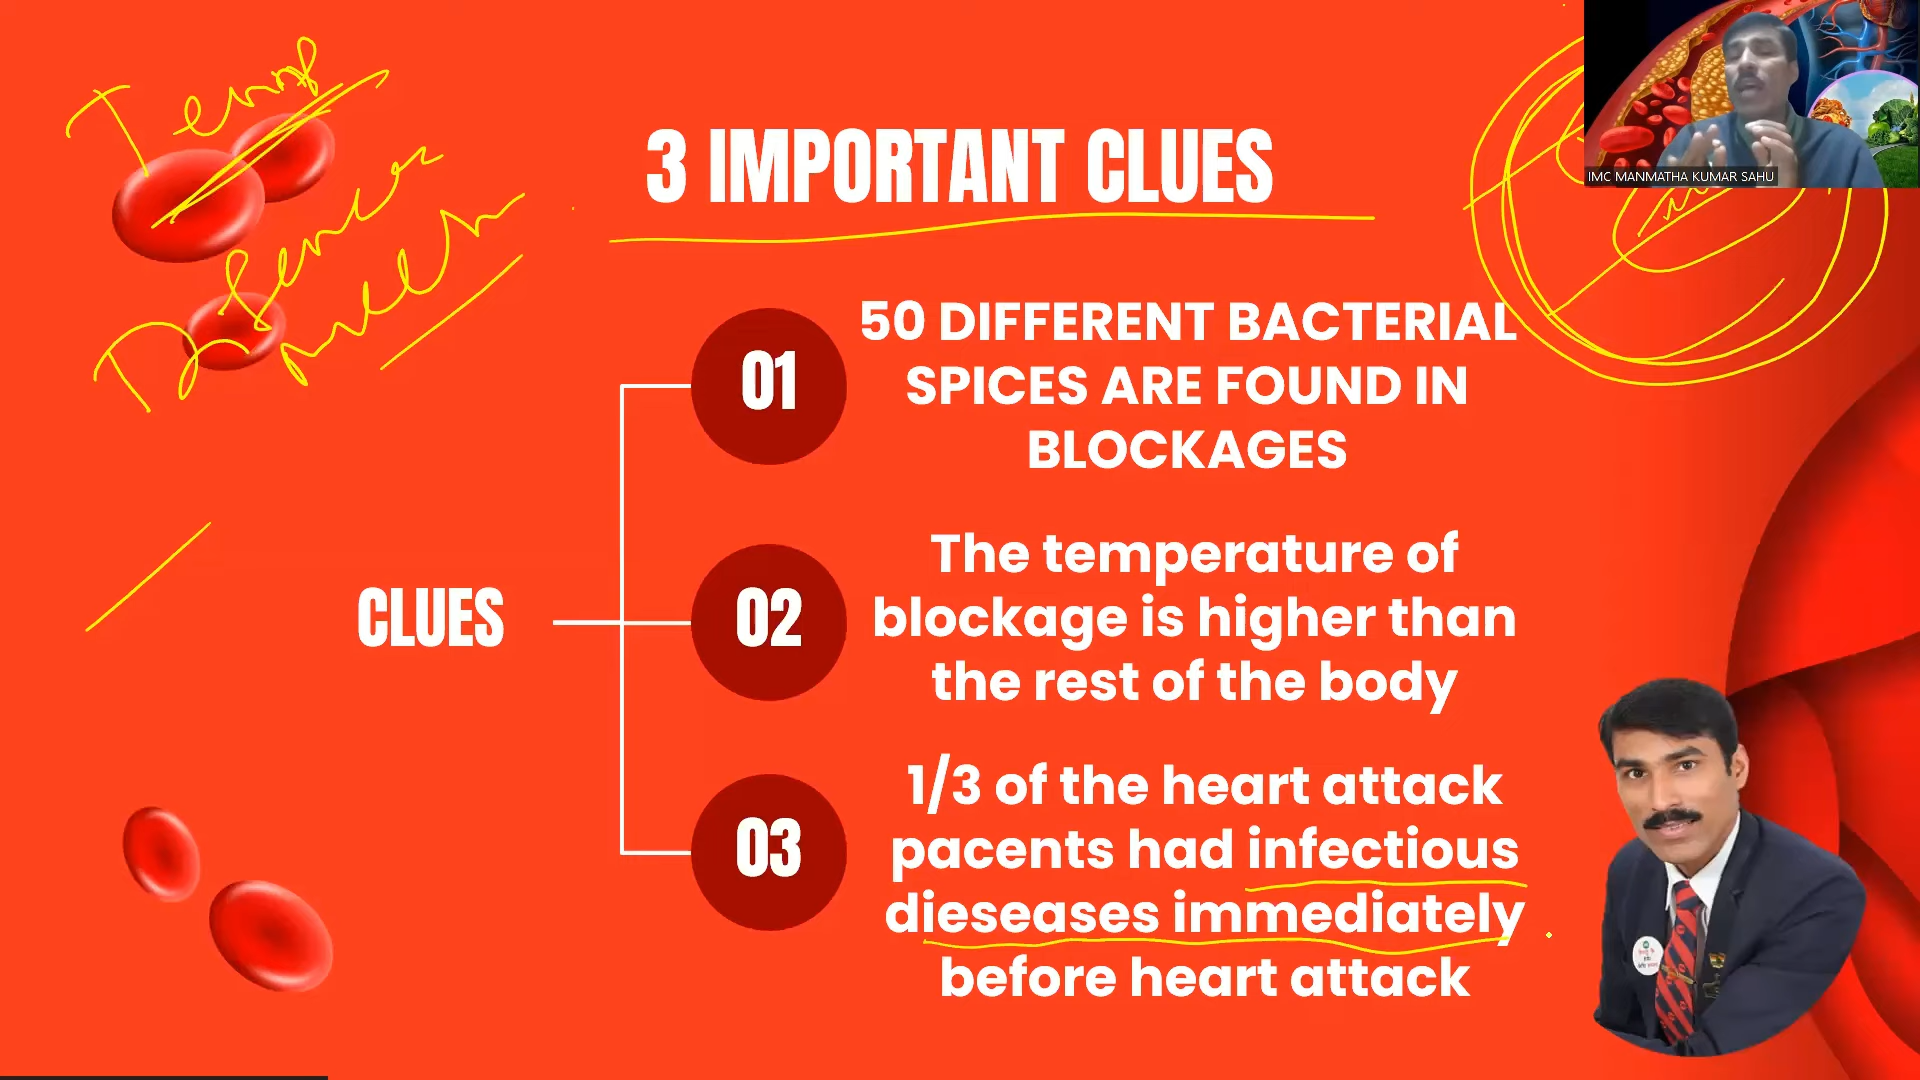 Temp
IMC MANMATHA KUMAR SAHU
3 IMPORTANT CLUES
01
50 DIFFERENT BACTERIAL
SPICES ARE FOUND IN
BLOCKAGES
CLUES
02
The temperature of
blockage is higher than
the rest of the body
03
1/3 of the heart attack
pacents had infectious
dieseases immediately
before heart attack